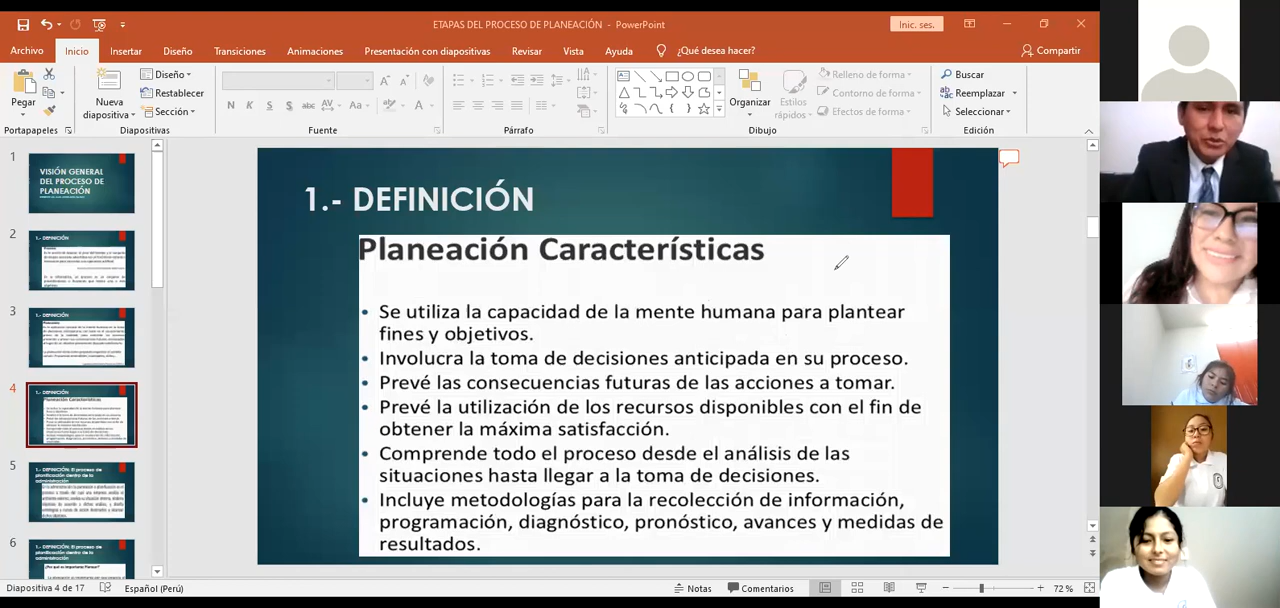 ETAPAS DEL PROCESO DE PLANEACIÓN - PowerPoint
Inic. ses.
Archivo Inicio Insertar Diseño Transiciones Animaciones Presentación con diapositivas Revisar Vista Ayuda ¿Qué desea hacer? Compartir
Pegar
Nueva diapositiva
Diseño
Restablecer
Sección
N K S S abc AV Aa A
Organizar
Estilos rápidos
Relleno de forma
Contorno de forma
Efectos de forma
Buscar
Reemplazar
Seleccionar
Portapapeles Diapositivas Fuente Párrafo Dibujo Edición
1
VISIÓN GENERAL
DEL PROCESO DE
PLANEACIÓN
2
1.- DEFINICIÓN
3
1.- DEFINICIÓN
4
1.- DEFINICIÓN
Planeación Características
5
1.- DEFINICIÓN: El proceso de
planificación dentro de la
administración
6
1.- DEFINICIÓN: El proceso de
planificación dentro de la
administración
¿Por qué es importante Planear?
1.- DEFINICIÓN
Planeación Características
• Se utiliza la capacidad de la mente humana para plantear
fines y objetivos.
• Involucra la toma de decisiones anticipada en su proceso.
• Prevé las consecuencias futuras de las acciones a tomar.
• Prevé la utilización de los recursos disponibles con el fin de
obtener la máxima satisfacción.
• Comprende todo el proceso desde el análisis de las
situaciones hasta llegar a la toma de decisiones.
• Incluye metodologías para la recolección de información,
programación, diagnóstico, pronóstico, avances y medidas de
resultados.
Diapositiva 4 de 17 Español (Perú) Notas Comentarios 72 %